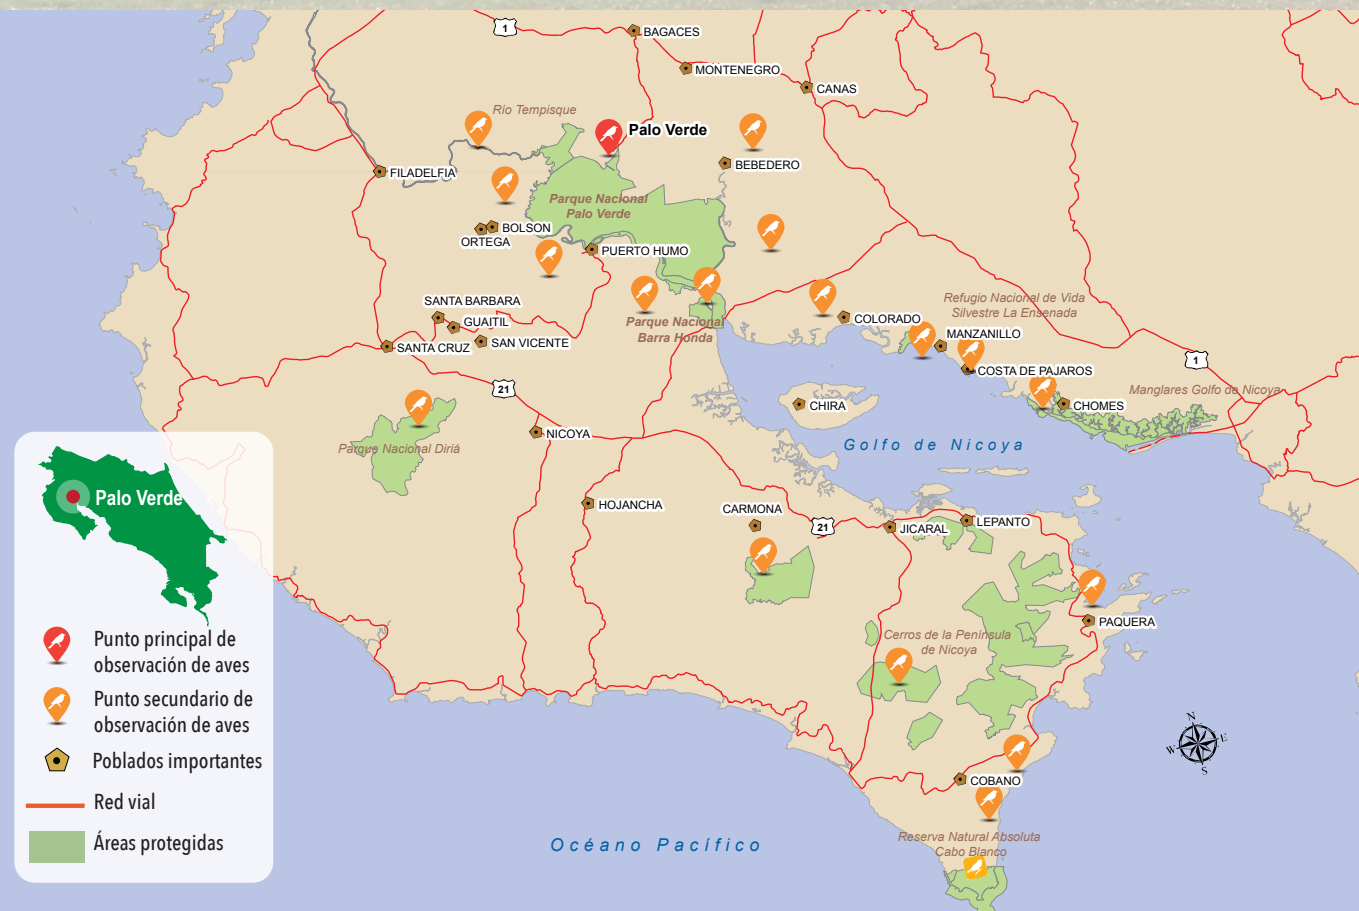 1
BAGACES
MONTENEGRO
CANAS
Río Tempisque
Palo Verde
BEBEDERO
FILADELFIA
Parque Nacional
Palo Verde
BOLSON
ORTEGA
PUERTO HUMO
SANTA BARBARA
GUAITIL
SANTA CRUZ
SAN VICENTE
Parque Nacional
Barra Honda
COLORADO
Refugio Nacional de Vida
Silvestre La Ensenada
MANZANILLO
COSTA DE PAJAROS
1
Manglares Golfo de Nicoya
CHOMES
21
CHIRA
NICOYA
Golfo de Nicoya
Parque Nacional Diriá
HOJANCHA
CARMONA
21
JICARAL
LEPANTO
PAQUERA
Cerros de la Península
de Nicoya
COBANO
Reserva Natural Absoluta
Cabo Blanco
Océano Pacífico
N
W
E
S
Palo Verde
Punto principal de
observación de aves
Punto secundario de
observación de aves
Poblados importantes
Red vial
Áreas protegidas